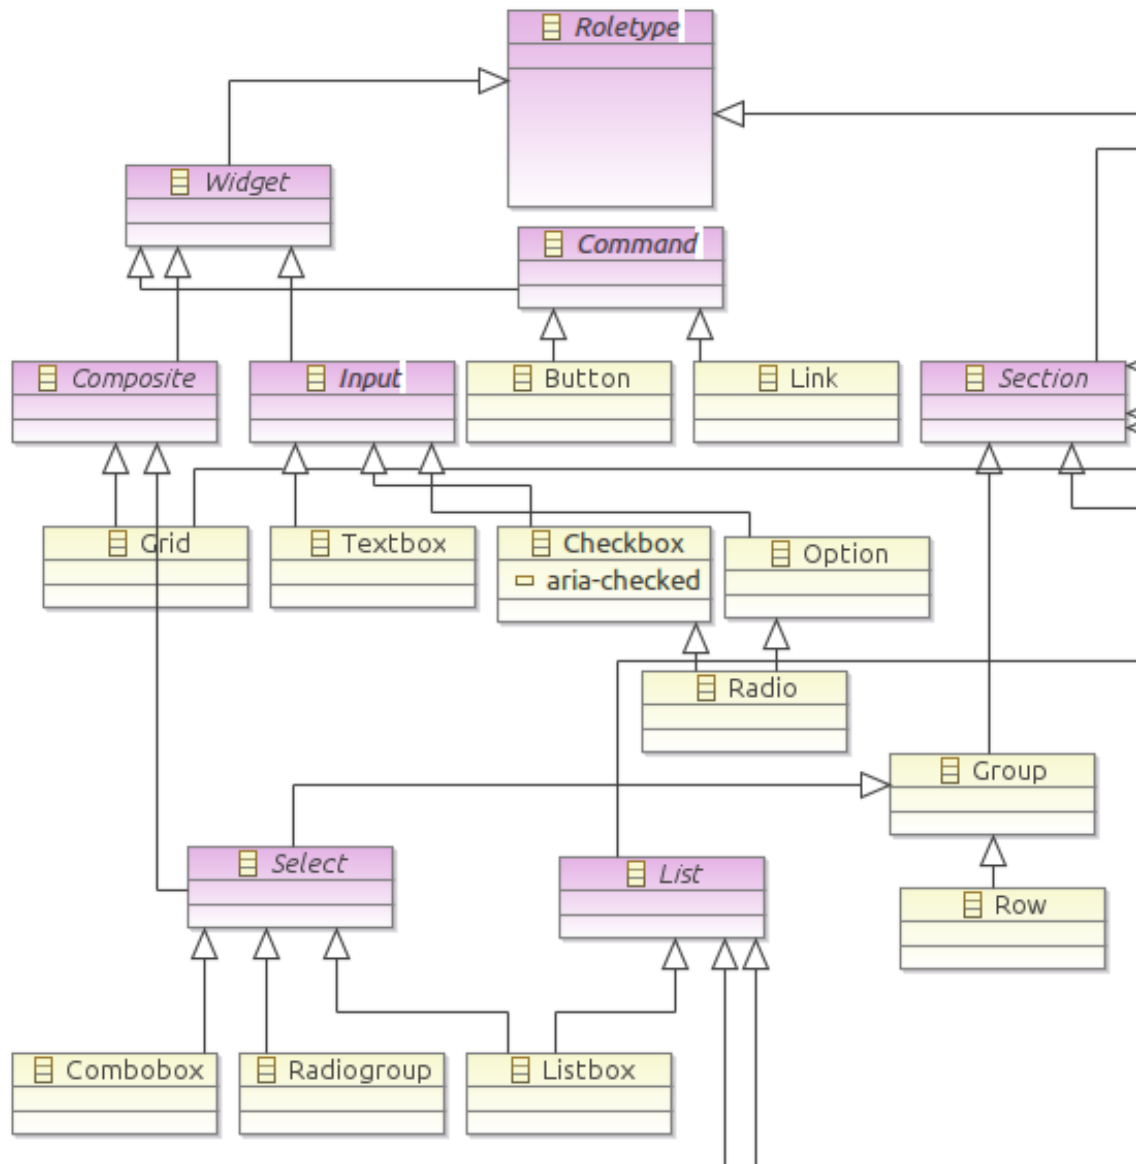 Roletype
Widget
Command
Composite
Input
Button
Link
Section
Grid
Textbox
Checkbox
aria-checked
Option
Radio
Group
Select
List
Row
Combobox
Radiogroup
Listbox